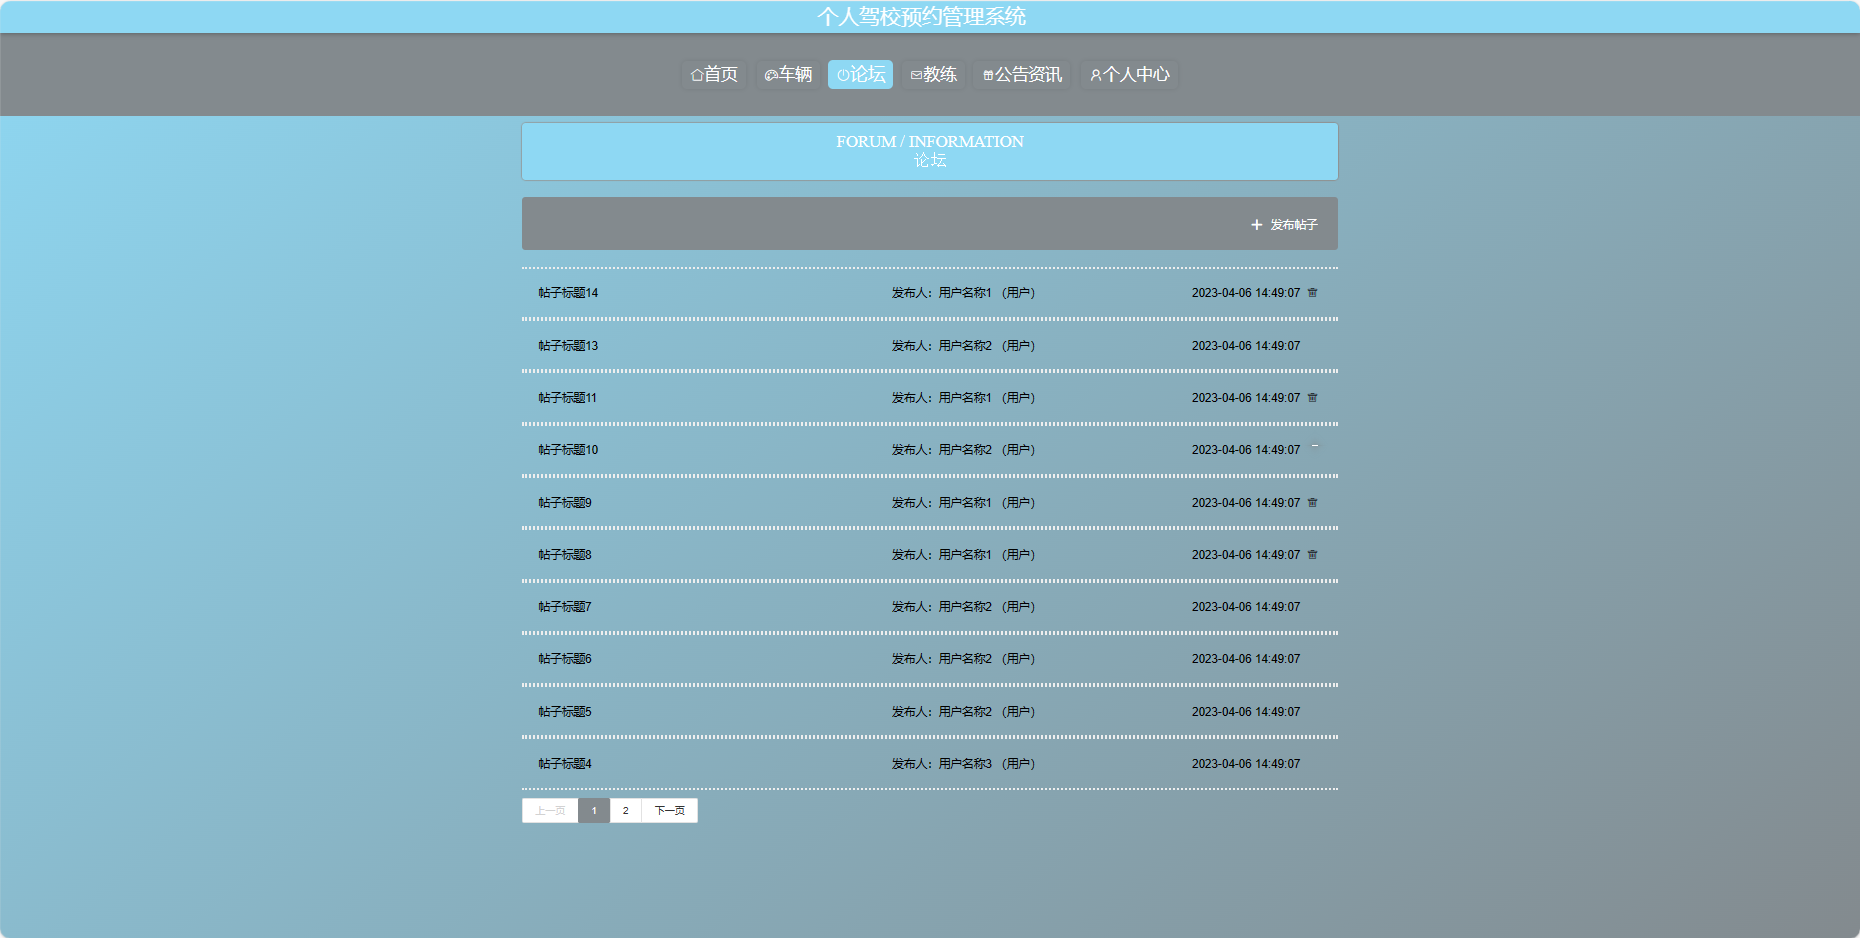 个人驾校预约管理系统
首页 车辆 论坛 教练 公告资讯 个人中心
FORUM / INFORMATION
论坛
发布帖子
帖子标题14 发布人：用户名称1 （用户） 2023-04-06 14:49:07
帖子标题13 发布人：用户名称2 （用户） 2023-04-06 14:49:07
帖子标题11 发布人：用户名称1 （用户） 2023-04-06 14:49:07
帖子标题10 发布人：用户名称2 （用户） 2023-04-06 14:49:07
帖子标题9 发布人：用户名称1 （用户） 2023-04-06 14:49:07
帖子标题8 发布人：用户名称1 （用户） 2023-04-06 14:49:07
帖子标题7 发布人：用户名称2 （用户） 2023-04-06 14:49:07
帖子标题6 发布人：用户名称2 （用户） 2023-04-06 14:49:07
帖子标题5 发布人：用户名称2 （用户） 2023-04-06 14:49:07
帖子标题4 发布人：用户名称3 （用户） 2023-04-06 14:49:07
上一页 1 2 下一页